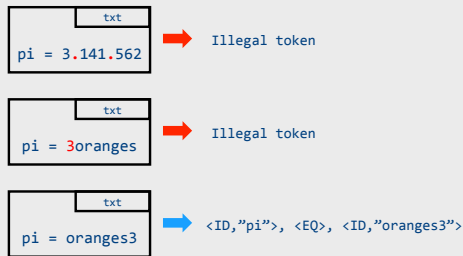 txt
pi = 3.141.562
Illegal token
txt
pi = 3oranges
Illegal token
txt
pi = oranges3
<ID,”pi”>, <EQ>, <ID,”oranges3”>